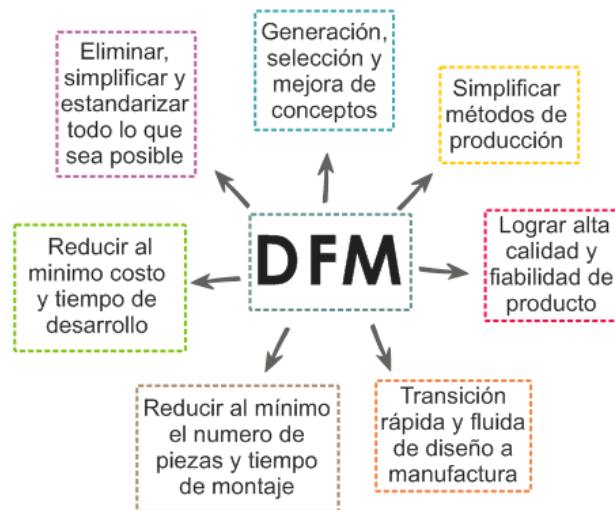 Eliminar,
simplificar y
estandarizar
todo lo que
sea posible
Generación,
selección y
mejora de
conceptos
Simplificar
métodos de
producción
Reducir al
minimo costo
y tiempo de
desarrollo
DFM
Lograr alta
calidad y
fiabilidad de
producto
Reducir al mínimo
el numero de
piezas y tiempo
de montaje
Transición
rápida y fluida
de diseño a
manufactura